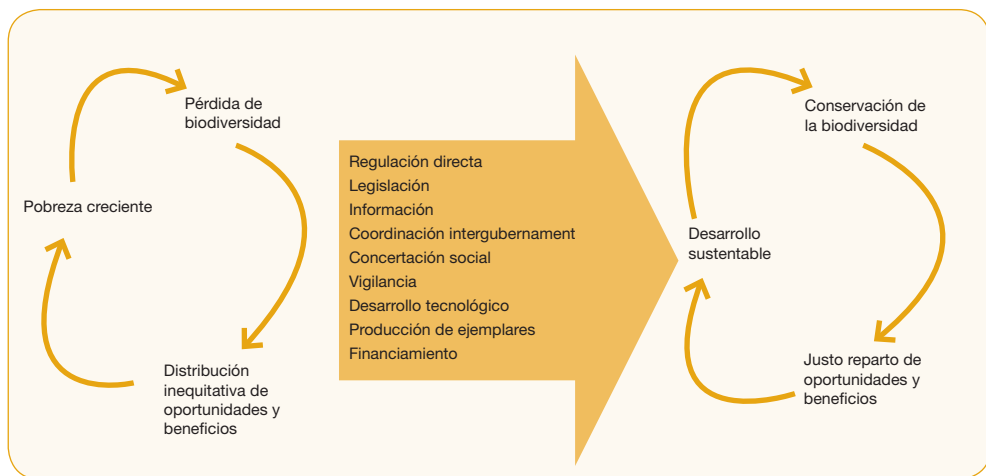 Pérdida de
biodiversidad
Pobreza creciente
Distribución
inequitativa de
oportunidades y
beneficios
Regulación directa
Legislación
Información
Coordinación intergubernament
Concertación social
Vigilancia
Desarrollo tecnológico
Producción de ejemplares
Financiamiento
Conservación de
la biodiversidad
Desarrollo
sustentable
Justo reparto de
oportunidades y
beneficios